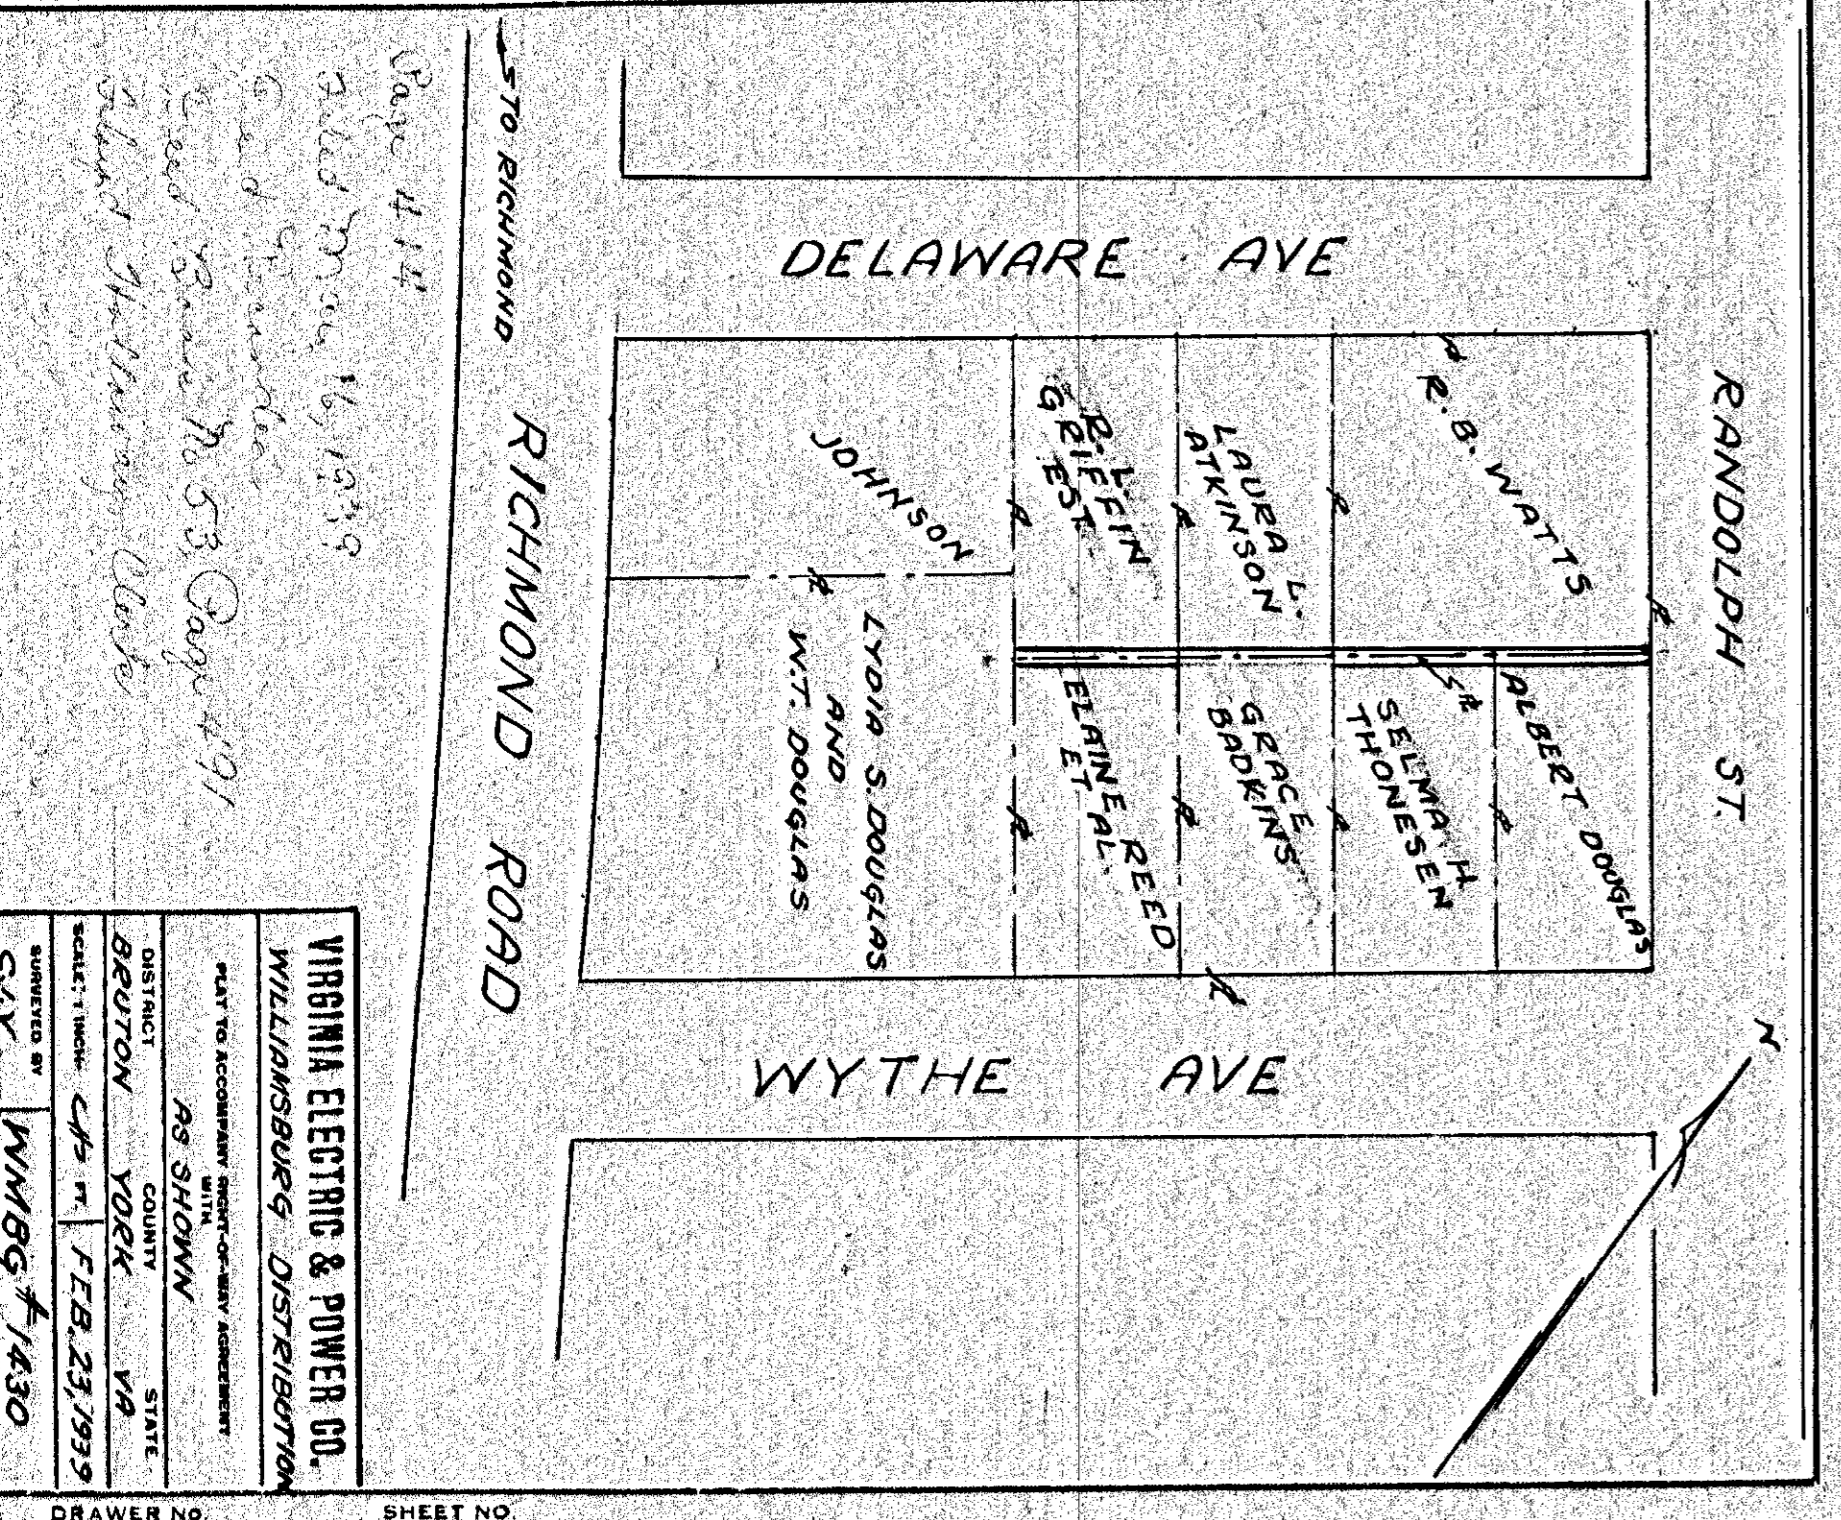 RANDOLPH ST.
DELAWARE AVE
R.B. WATTS
LAURA L.
ATKINSON
R.L.
GRIFFIN
EST.
JOHNSON
ALBERT DOUGLAS
SELMA H
THONESEN
GRACE
BADKINS
ELAINE REED
ET AL.
LYDIA S. DOUGLAS
AND
W.T. DOUGLAS
WYTHE AVE
N
TO RICHMOND
RICHMOND ROAD
Page 414
Filed May 16, 1939
and
Deed Book No 53 Page 491
VIRGINIA ELECTRIC & POWER CO.
WILLIAMSBURG DISTRIBUTION
PLAT TO ACCOMPANY RIGHT-OF-WAY AGREEMENT
WITH
AS SHOWN
DISTRICT COUNTY STATE
BRUTON YORK VA
SCALE: 1 INCH FT. FEB. 23, 1939
SURVEYED BY
WMBG #1430
SHEET NO.
DRAWER NO.